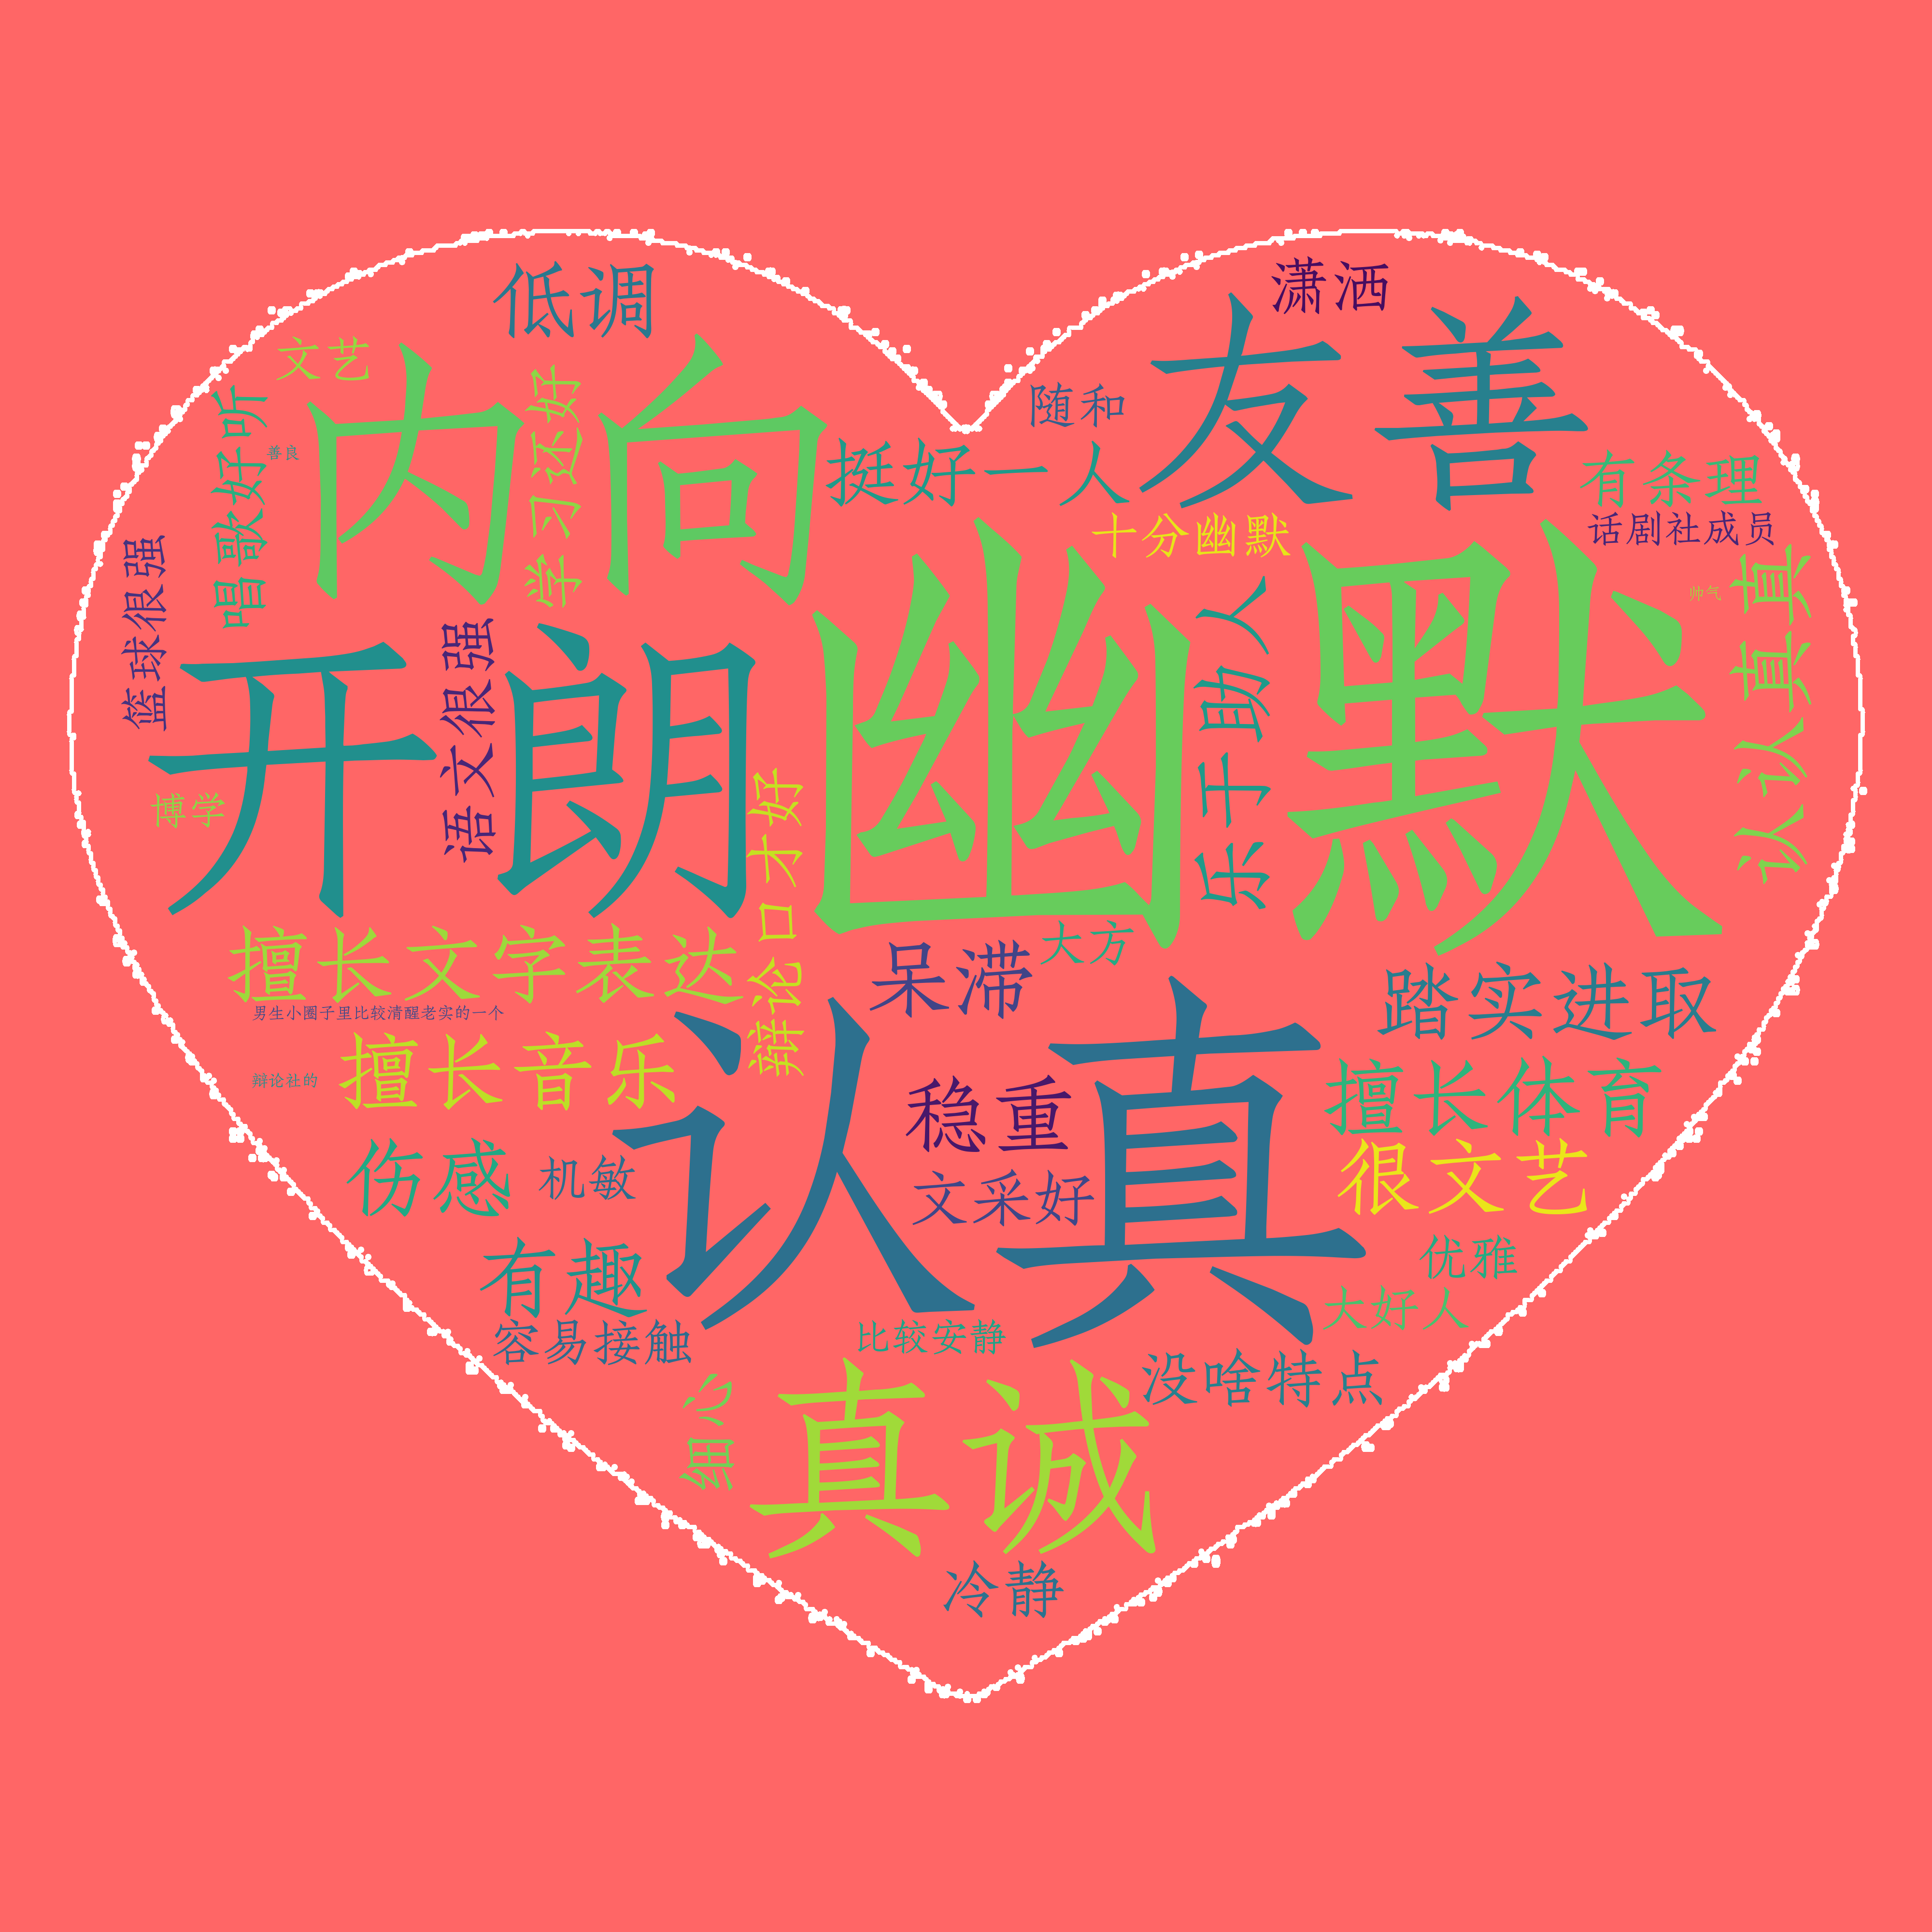 低调
潇洒
文艺
内向
学习不错
友善
随和
唱歌好听
善良
挺好一人
有条理
十分幽默
话剧社成员
篮球很强
开朗
语文很强
幽默
乐于助人
帅气
认认真真
博学
辩论口才好
擅长文字表达
呆滞
大方
踏实进取
男生小圈子里比较清醒老实的一个
认真
擅长音乐
辩论社的
稳重
擅长体育
伤感
机敏
文采好
很文艺
有趣
优雅
容易接触
大好人
比较安静
没啥特点
真诚
冷静